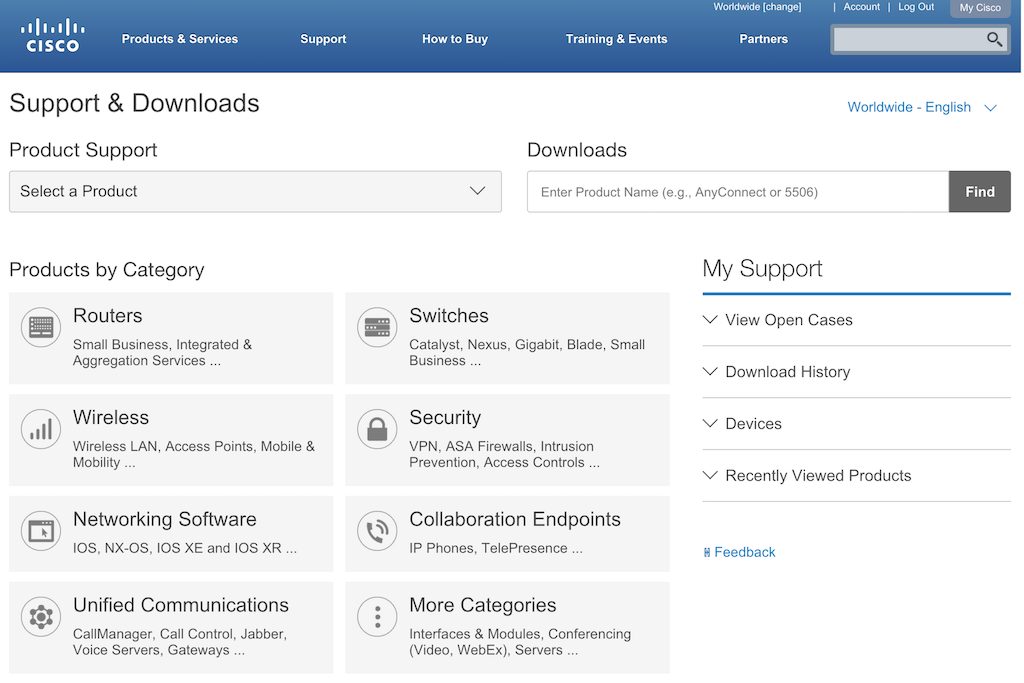 Worldwide [change] | Account | Log Out My Cisco
CISCO
Products & Services Support How to Buy Training & Events Partners
Support & Downloads
Worldwide - English
Product Support
Downloads
Select a Product
Enter Product Name (e.g., AnyConnect or 5506)
Find
Products by Category
Routers
Small Business, Integrated &
Aggregation Services ...
Switches
Catalyst, Nexus, Gigabit, Blade, Small
Business ...
Wireless
Wireless LAN, Access Points, Mobile &
Mobility ...
Security
VPN, ASA Firewalls, Intrusion
Prevention, Access Controls ...
Networking Software
IOS, NX-OS, IOS XE and IOS XR ...
Collaboration Endpoints
IP Phones, TelePresence ...
Unified Communications
CallManager, Call Control, Jabber,
Voice Servers, Gateways ...
More Categories
Interfaces & Modules, Conferencing
(Video, WebEx), Servers ...
My Support
View Open Cases
Download History
Devices
Recently Viewed Products
Feedback